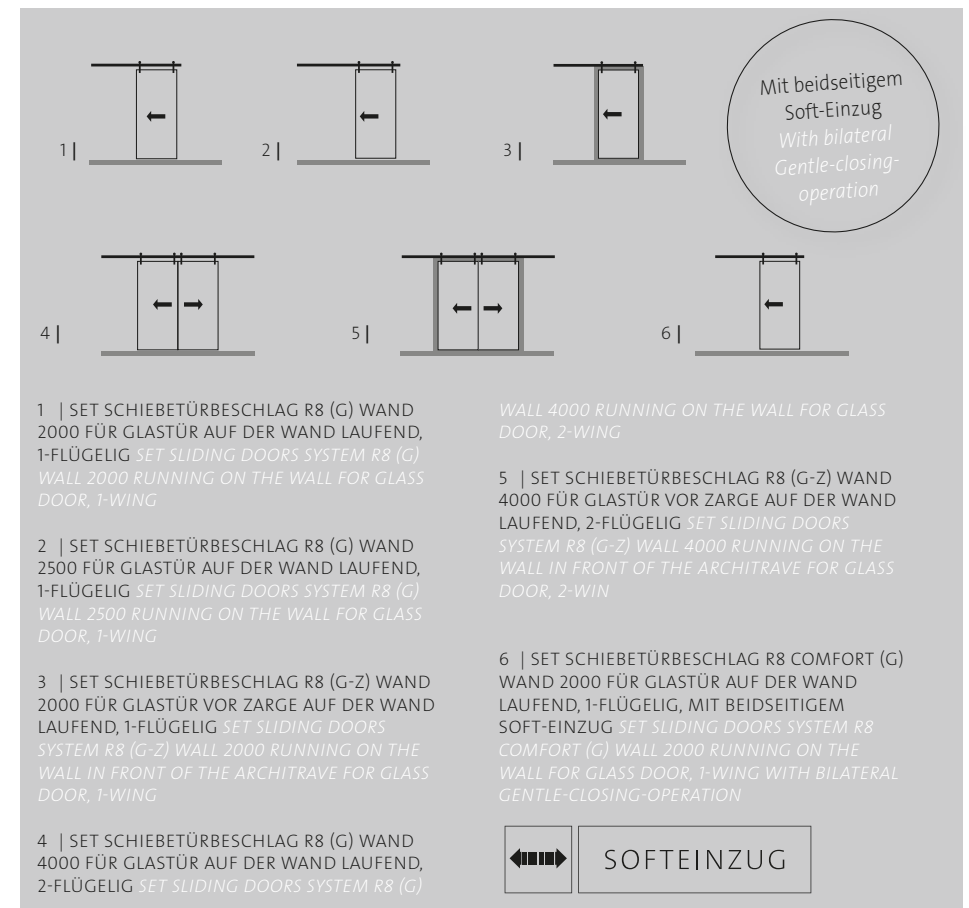 1 |
2 |
3 |
Mit beidseitigem
Soft-Einzug
With bilateral
Gentle-closing-
operation
4 |
5 |
6 |
1 | SET SCHIEBETÜRBESCHLAG R8 (G) WAND
2000 FÜR GLASTÜR AUF DER WAND LAUFEND,
1-FLÜGELIG SET SLIDING DOORS SYSTEM R8 (G)
WALL 2000 RUNNING ON THE WALL FOR GLASS
DOOR, 1-WING
2 | SET SCHIEBETÜRBESCHLAG R8 (G) WAND
2500 FÜR GLASTÜR AUF DER WAND LAUFEND,
1-FLÜGELIG SET SLIDING DOORS SYSTEM R8 (G)
WALL 2500 RUNNING ON THE WALL FOR GLASS
DOOR, 1-WING
3 | SET SCHIEBETÜRBESCHLAG R8 (G-Z) WAND
2000 FÜR GLASTÜR VOR ZARGE AUF DER WAND
LAUFEND, 1-FLÜGELIG SET SLIDING DOORS
SYSTEM R8 (G-Z) WALL 2000 RUNNING ON THE
WALL IN FRONT OF THE ARCHITRAVE FOR GLASS
DOOR, 1-WING
4 | SET SCHIEBETÜRBESCHLAG R8 (G) WAND
4000 FÜR GLASTÜR AUF DER WAND LAUFEND,
2-FLÜGELIG SET SLIDING DOORS SYSTEM R8 (G)
WALL 4000 RUNNING ON THE WALL FOR GLASS
DOOR, 2-WING
5 | SET SCHIEBETÜRBESCHLAG R8 (G-Z) WAND
4000 FÜR GLASTÜR VOR ZARGE AUF DER WAND
LAUFEND, 2-FLÜGELIG SET SLIDING DOORS
SYSTEM R8 (G-Z) WALL 4000 RUNNING ON THE
WALL IN FRONT OF THE ARCHITRAVE FOR GLASS
DOOR, 2-WIN
6 | SET SCHIEBETÜRBESCHLAG R8 COMFORT (G)
WAND 2000 FÜR GLASTÜR AUF DER WAND
LAUFEND, 1-FLÜGELIG, MIT BEIDSEITIGEM
SOFT-EINZUG SET SLIDING DOORS SYSTEM R8
COMFORT (G) WALL 2000 RUNNING ON THE
WALL FOR GLASS DOOR, 1-WING WITH BILATERAL
GENTLE-CLOSING-OPERATION
SOFTEINZUG